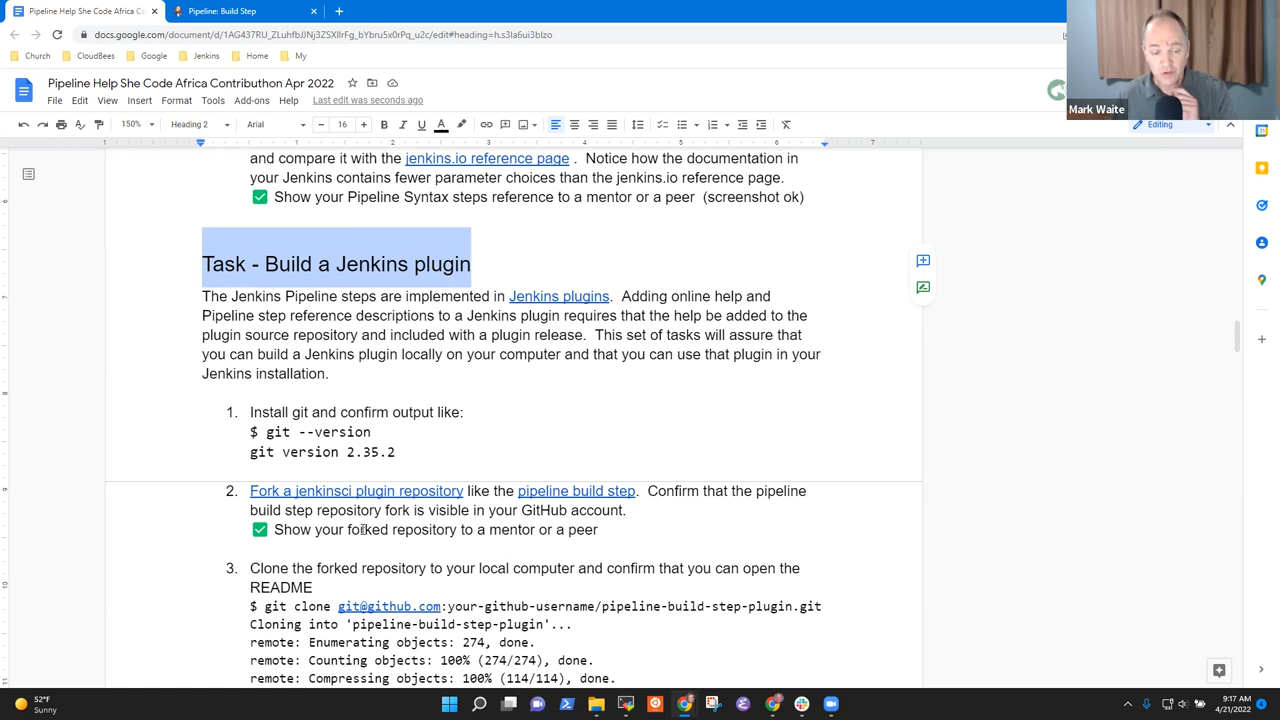 Pipeline Help She Code Africa Co
Pipeline: Build Step
docs.google.com/document/d/1AG437RU_ZLuhfbJJNj3ZSXIIrFg_bYbru5x0rPq_u2c/edit#heading=h.s3la6ui3blzo
Church
CloudBees
Google
Jenkins
Home
My
Mark Waite
Pipeline Help She Code Africa Contributhon Apr 2022
File Edit View Insert Format Tools Add-ons Help Last edit was seconds ago
150% Heading 2 Arial 16 B I U A Editing
1 1 2 3 4 5 6 7
and compare it with the jenkins.io reference page . Notice how the documentation in
your Jenkins contains fewer parameter choices than the jenkins.io reference page.
✅ Show your Pipeline Syntax steps reference to a mentor or a peer (screenshot ok)
Task - Build a Jenkins plugin
The Jenkins Pipeline steps are implemented in Jenkins plugins. Adding online help and
Pipeline step reference descriptions to a Jenkins plugin requires that the help be added to the
plugin source repository and included with a plugin release. This set of tasks will assure that
you can build a Jenkins plugin locally on your computer and that you can use that plugin in your
Jenkins installation.
1. Install git and confirm output like:
$ git --version
git version 2.35.2
2. Fork a jenkinsci plugin repository like the pipeline build step. Confirm that the pipeline
build step repository fork is visible in your GitHub account.
✅ Show your forked repository to a mentor or a peer
3. Clone the forked repository to your local computer and confirm that you can open the
README
$ git clone git@github.com:your-github-username/pipeline-build-step-plugin.git
Cloning into 'pipeline-build-step-plugin'...
remote: Enumerating objects: 274, done.
remote: Counting objects: 100% (274/274), done.
remote: Compressing objects: 100% (114/114), done.
52°F
Sunny
9:17 AM
4/21/2022